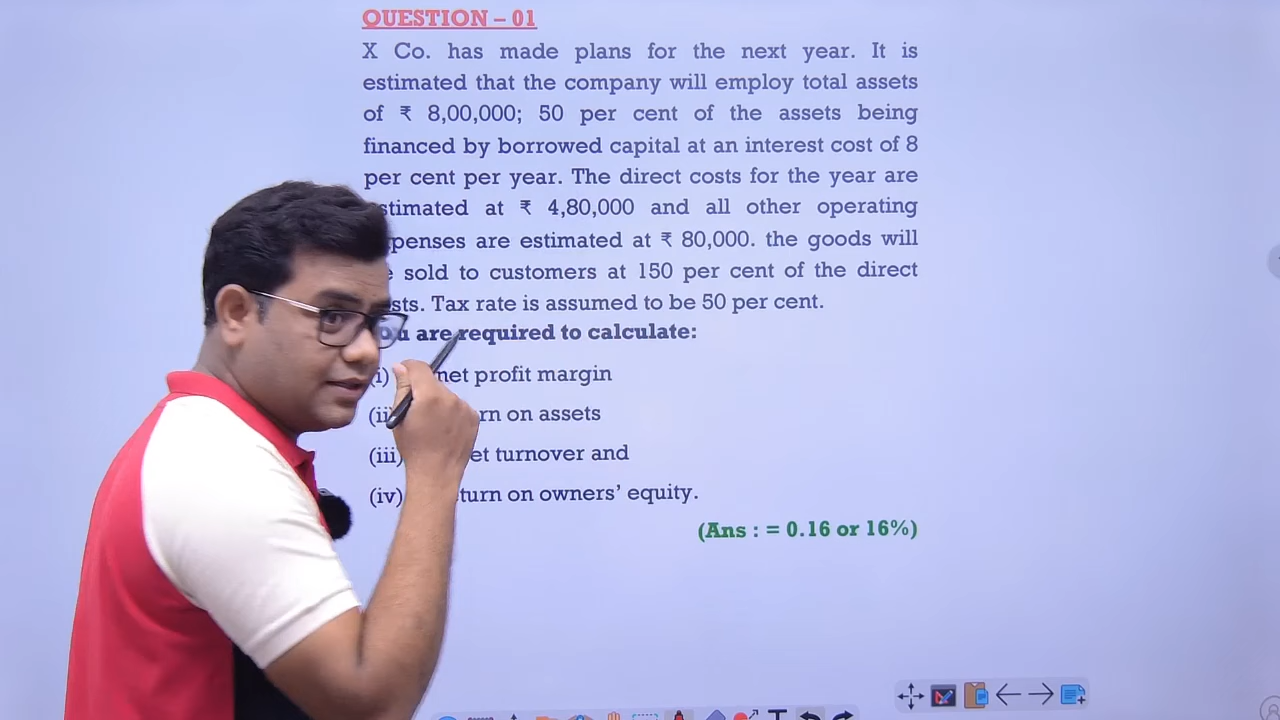 QUESTION – 01
X Co. has made plans for the next year. It is
estimated that the company will employ total assets
of ₹ 8,00,000; 50 per cent of the assets being
financed by borrowed capital at an interest cost of 8
per cent per year. The direct costs for the year are
stimated at ₹ 4,80,000 and all other operating
penses are estimated at ₹ 80,000. the goods will
sold to customers at 150 per cent of the direct
sts. Tax rate is assumed to be 50 per cent.
ou are required to calculate:
(i) net profit margin
(ii rn on assets
(iii) et turnover and
(iv) turn on owners’ equity.
(Ans : = 0.16 or 16%)